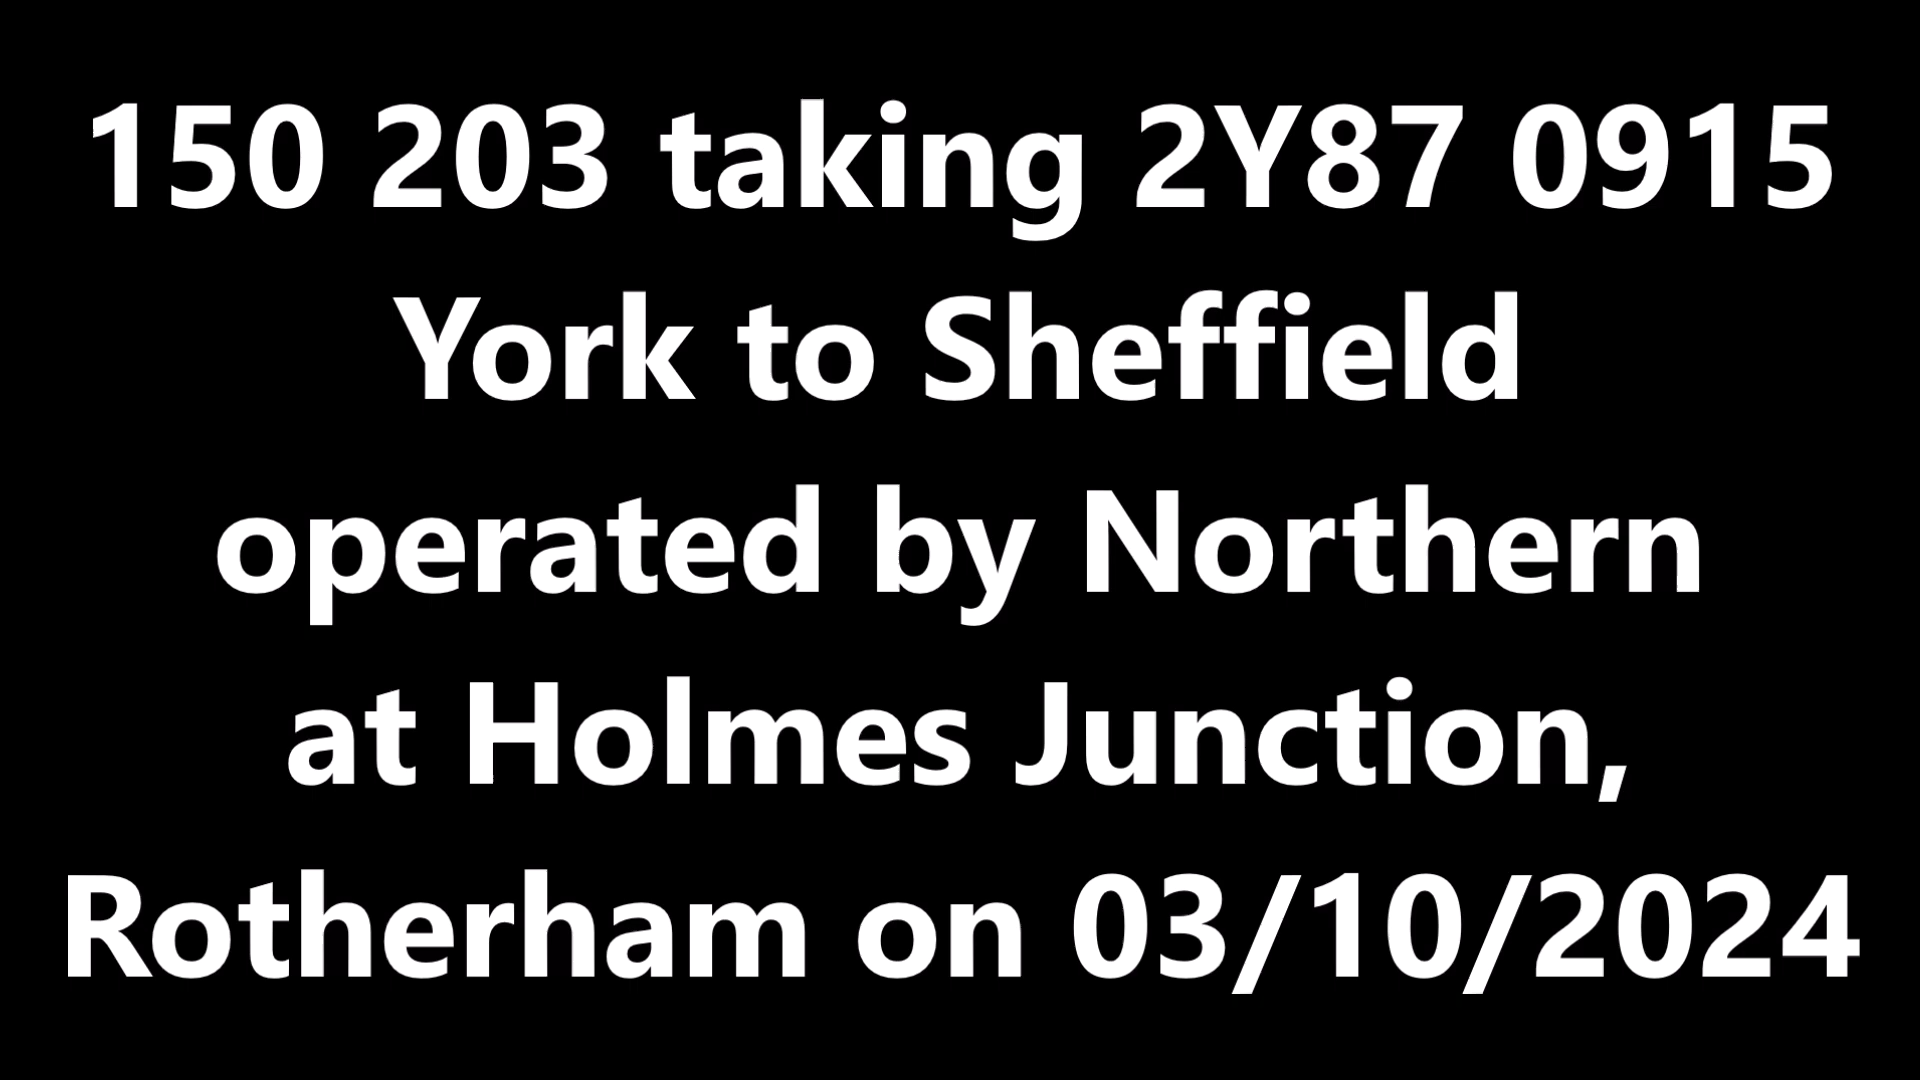 150 203 taking 2Y87 0915
York to Sheffield
operated by Northern
at Holmes Junction,
Rotherham on 03/10/2024